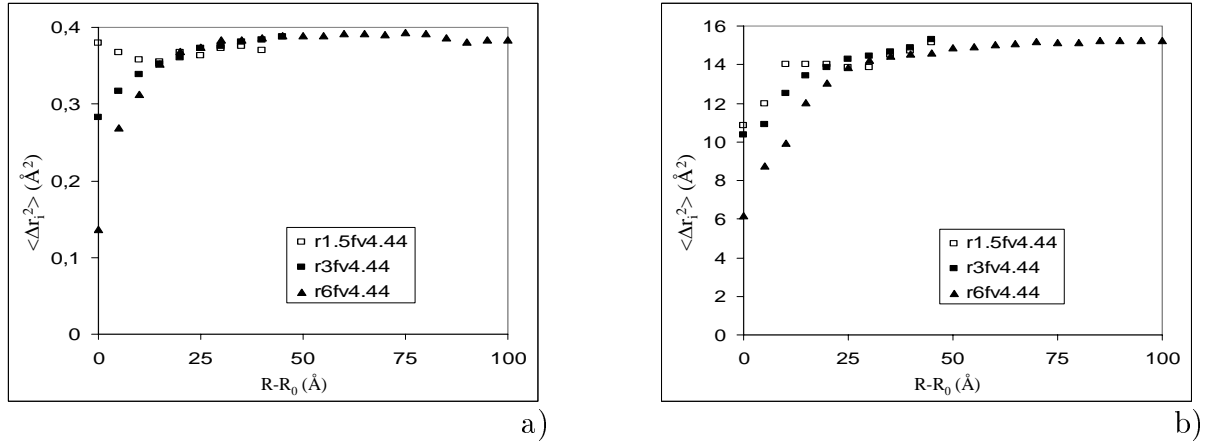 0,4
0,3
0,2
0,1
0
<Δr_i^2> (Å^2)
0 25 50 75 100
R-R_0 (Å)
r1.5fv4.44
r3fv4.44
r6fv4.44
a)
16
14
12
10
8
6
4
2
0
<Δr_i^2> (Å^2)
0 25 50 75 100
R-R_0 (Å)
r1.5fv4.44
r3fv4.44
r6fv4.44
b)